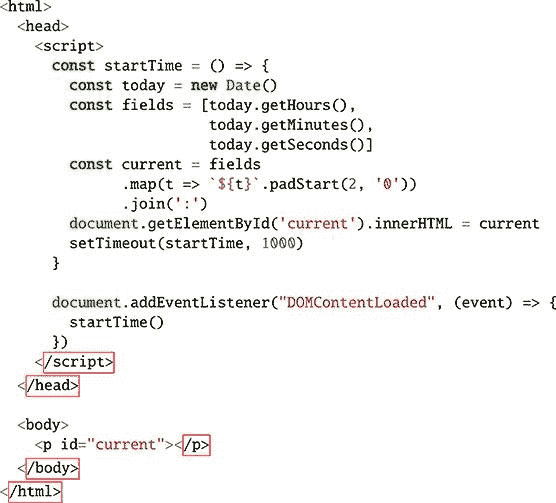 <html>
  <head>
    <script>
      const startTime = () => {
        const today = new Date()
        const fields = [today.getHours(),
                        today.getMinutes(),
                        today.getSeconds()]
        const current = fields
              .map(t => `${t}`.padStart(2, '0'))
              .join(':')
        document.getElementById('current').innerHTML = current
        setTimeout(startTime, 1000)
      }

      document.addEventListener("DOMContentLoaded", (event) => {
        startTime()
      })
    </script>
  </head>

  <body>
    <p id="current"></p>
  </body>
</html>